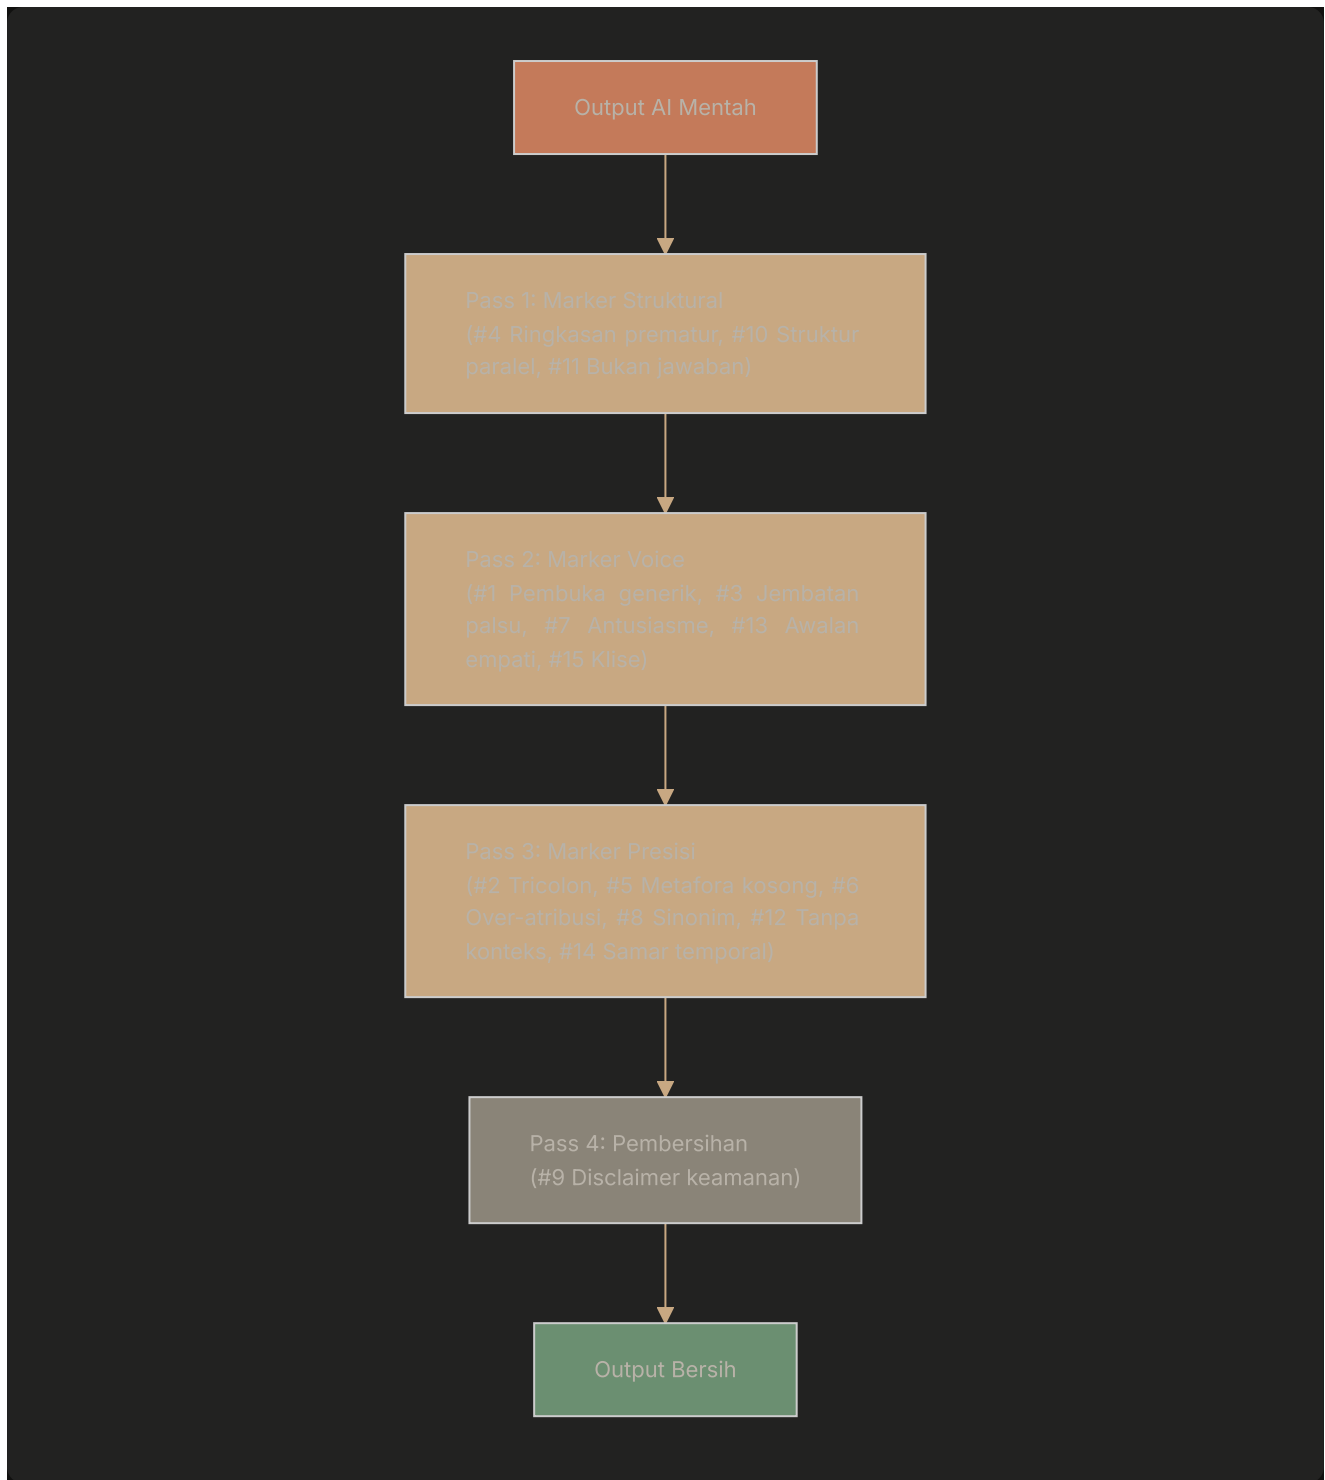 Output AI Mentah
Pass 1: Marker Struktural
(#4 Ringkasan prematur, #10 Struktur
paralel, #11 Bukan jawaban)
Pass 2: Marker Voice
(#1 Pembuka generik, #3 Jembatan
palsu, #7 Antusiasme, #13 Awalan
empati, #15 Klise)
Pass 3: Marker Presisi
(#2 Tricolon, #5 Metafora kosong, #6
Over-atribusi, #8 Sinonim, #12 Tanpa
konteks, #14 Samar temporal)
Pass 4: Pembersihan
(#9 Disclaimer keamanan)
Output Bersih